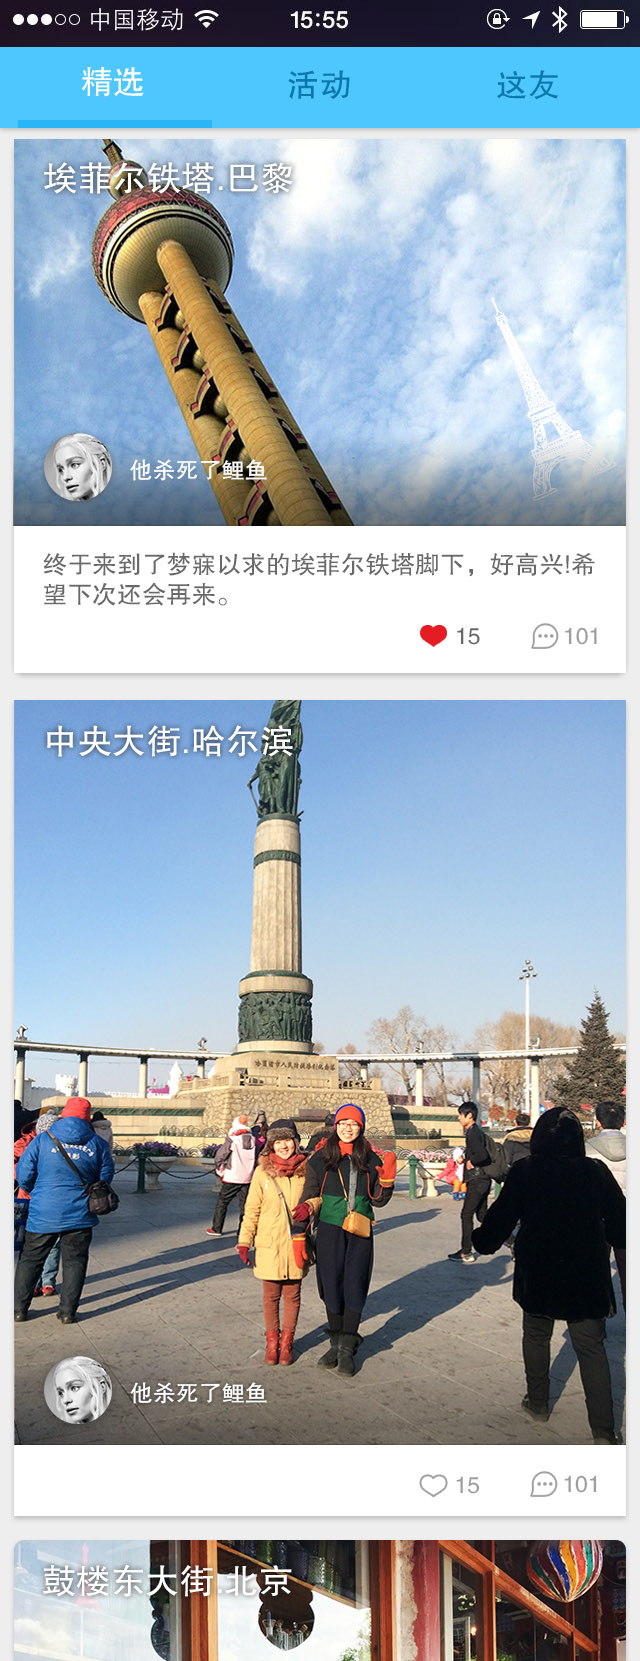 中国移动 15:55
精选 活动 这友
埃菲尔铁塔.巴黎
他杀死了鲤鱼
终于来到了梦寐以求的埃菲尔铁塔脚下，好高兴!希
望下次还会再来。
15 101
中央大街.哈尔滨
他杀死了鲤鱼
15 101
鼓楼东大街.北京